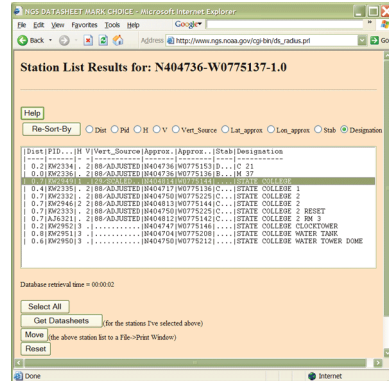 NGS DATASHEET MARK CHOICE - Microsoft Internet Explorer
File Edit View Favorites Tools Help Google
Back Address http://www.ngs.noaa.gov/cgi-bin/ds_radius.prl Go
Station List Results for: N404736-W0775137-1.0
Help
Re-Sort-By Dist Pid H V Vert_Source Lat_approx Lon_approx Stab Designation
|Dist|PID...|H V|Vert_Source|Approx.|Approx..|Stab|Designation
|----|------|---|-----------|-------|--------|----|-----------
| 0.2|KW2334|. 2|88/ADJUSTED|N404736|W0775153|D...|C 21
| 0.0|KW2336|. 2|88/ADJUSTED|N404736|W0775136|B...|M 37
STATE COLLEGE
| 0.4|KW2335|. 2|88/ADJUSTED|N404717|W0775136|C...|STATE COLLEGE 1
| 0.7|KW2332|. 2|88/ADJUSTED|N404750|W0775225|C...|STATE COLLEGE 2
| 0.7|KW2946|2 2|88/ADJUSTED|N404813|W0775144|C...|STATE COLLEGE 2
| 0.7|KW2333|. 2|88/ADJUSTED|N404750|W0775225|C...|STATE COLLEGE 2 RESET
| 0.7|AJ6321|. 2|88/ADJUSTED|N404812|W0775142|C...|STATE COLLEGE 2 RM 3
| 0.2|KW2952|3 .|...........|N404747|W0775146|....|STATE COLLEGE CLOCKTOWER
| 0.8|KW2951|3 .|...........|N404704|W0775208|....|STATE COLLEGE WATER TANK
| 0.6|KW2950|3 .|...........|N404750|W0775212|....|STATE COLLEGE WATER TOWER DOME
Database retrieval time = 00:00:02
Select All
Get Datasheets (for the stations I've selected above)
Move (the above station list to a File->Print Window)
Reset
Done Internet